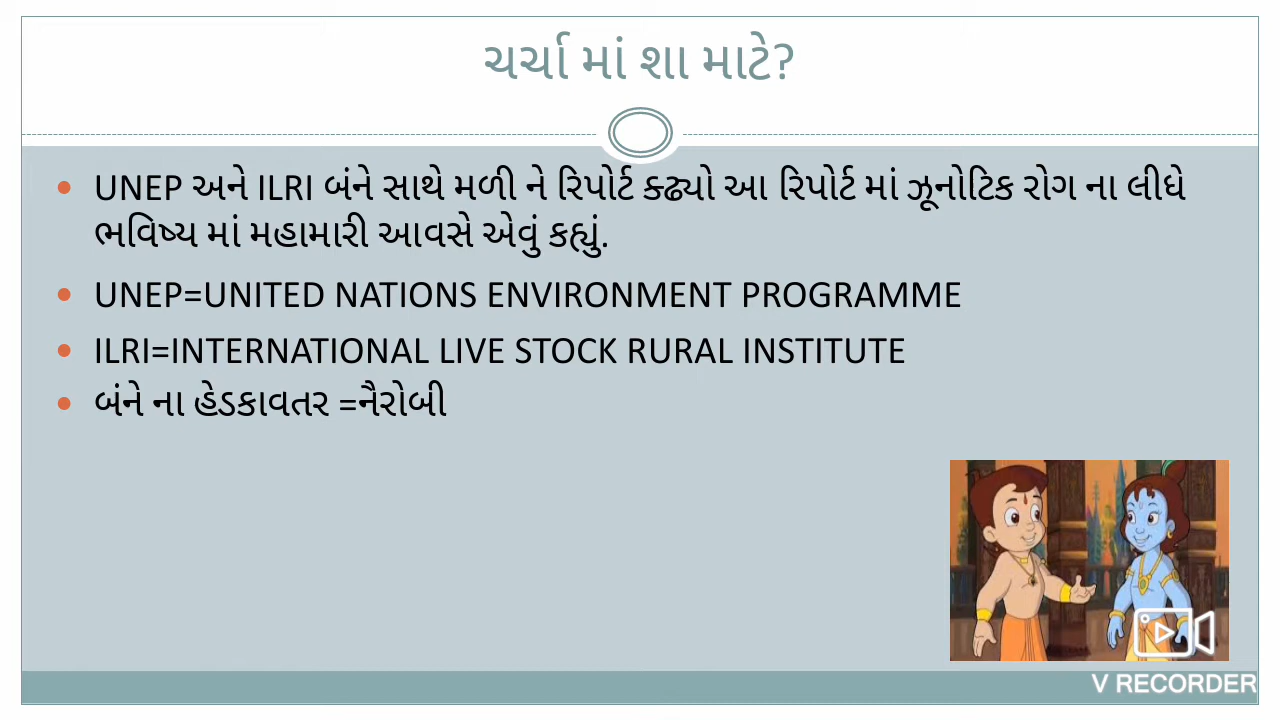 ચર્ચા માં શા માટે?
UNEP અને ILRI બંને સાથે મળી ને રિપોર્ટ કઢ્યો આ રિપોર્ટ માં ઝૂનોટિક રોગ ના લીધે
ભવિષ્ય માં મહામારી આવસે એવું કહ્યું.
UNEP=UNITED NATIONS ENVIRONMENT PROGRAMME
ILRI=INTERNATIONAL LIVE STOCK RURAL INSTITUTE
બંને ના હેડકાવતર =નૈરોબી
V RECORDER